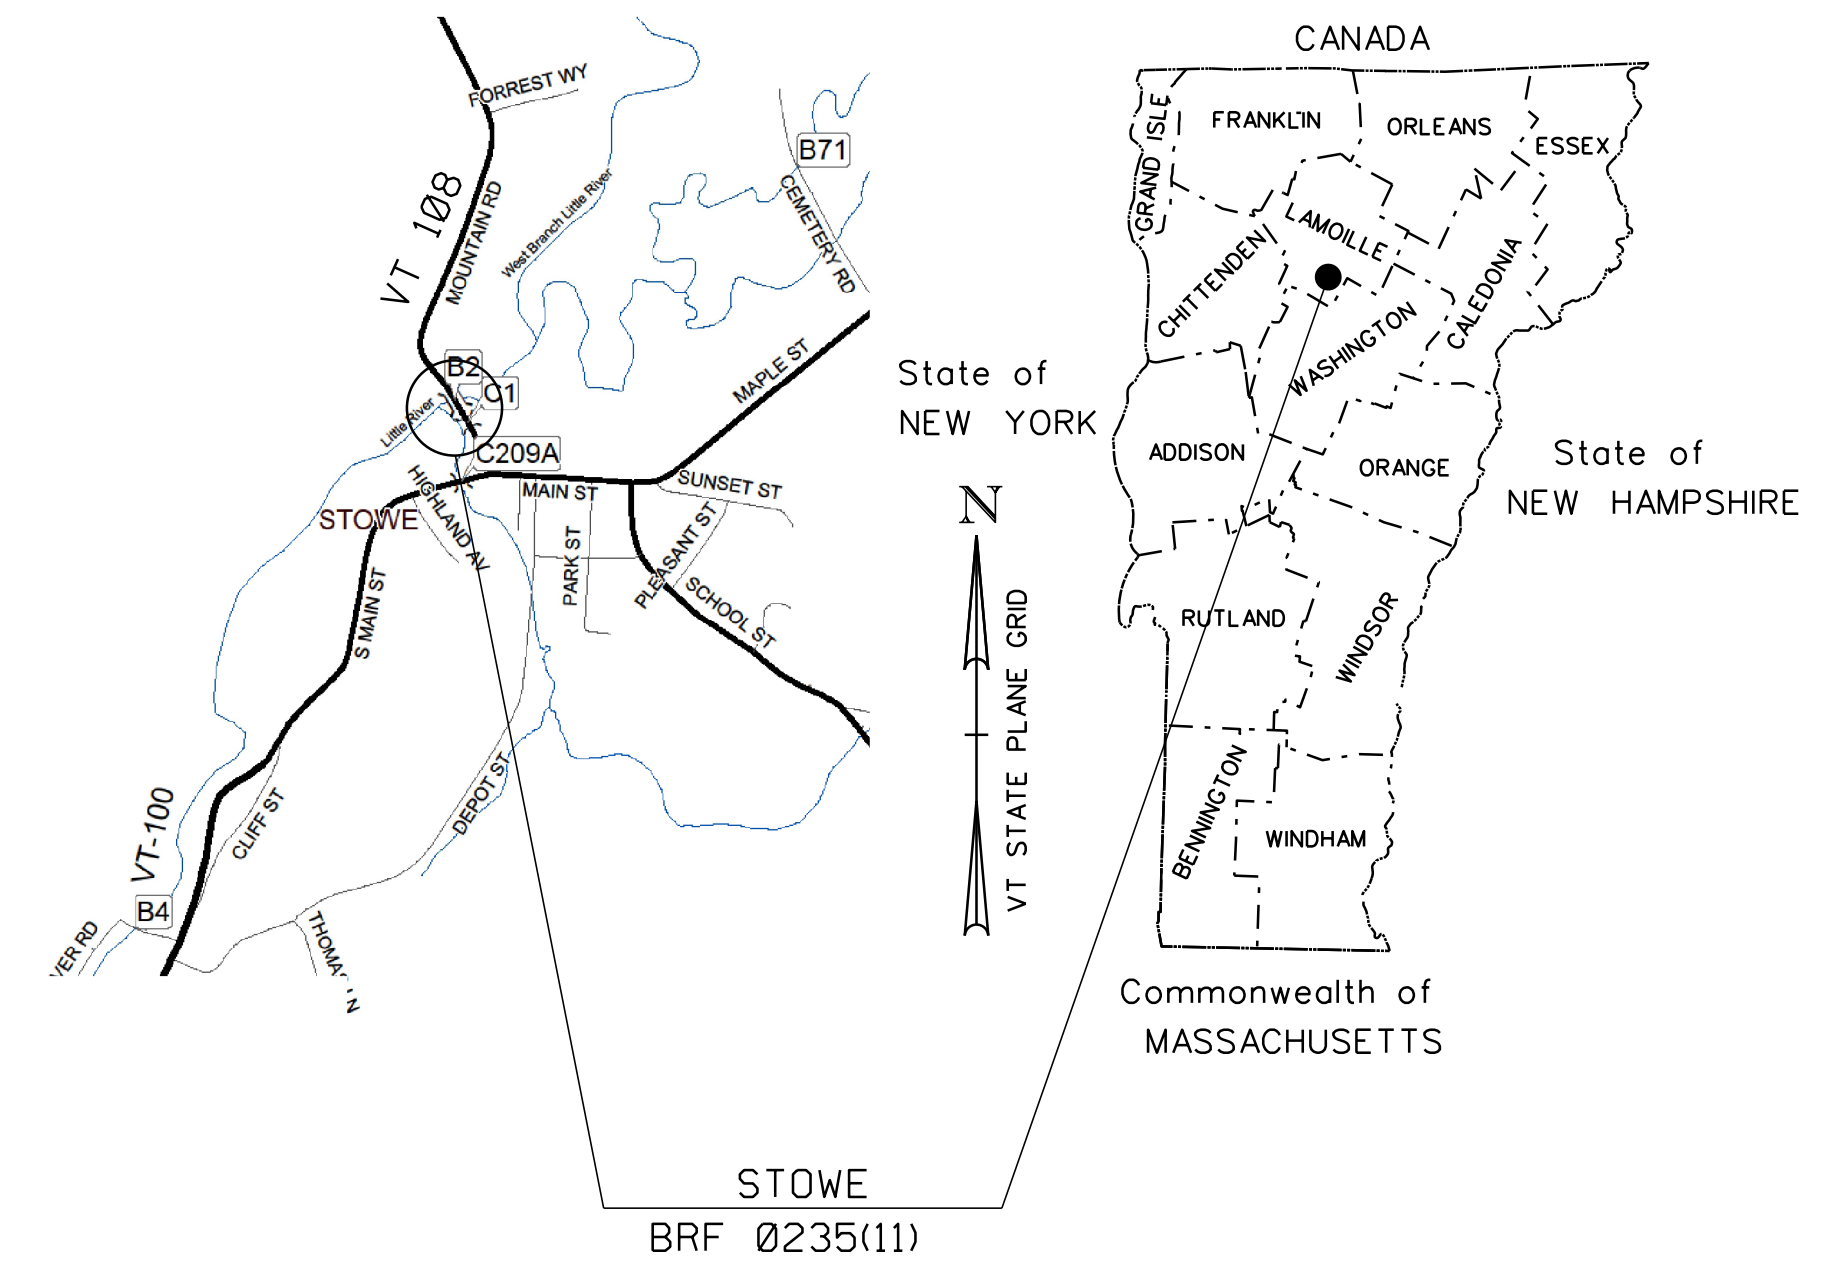 FORREST WY
VT 108
MOUNTAIN RD
West Branch Little River
B71
CEMETERY RD
B2
C1
Little River
C209A
MAPLE ST
HIGHLAND AV
MAIN ST
SUNSET ST
STOWE
PARK ST
PLEASANT ST
SCHOOL ST
S MAIN ST
DEPOT ST
CLIFF ST
VT-100
B4
VER RD
N
VT STATE PLANE GRID
CANADA
GRAND ISLE
FRANKLIN
ORLEANS
ESSEX
LAMOILLE
CHITTENDEN
CALEDONIA
WASHINGTON
State of
NEW YORK
ADDISON
ORANGE
State of
NEW HAMPSHIRE
RUTLAND
WINDSOR
BENNINGTON
WINDHAM
Commonwealth of
MASSACHUSETTS
STOWE
BRF 0235(11)